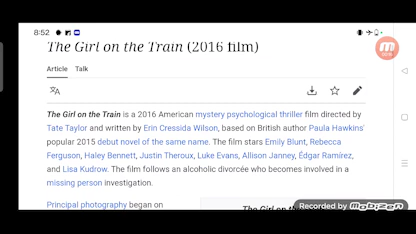 8:52
The Girl on the Train (2016 film)
Article Talk
The Girl on the Train is a 2016 American mystery psychological thriller film directed by
Tate Taylor and written by Erin Cressida Wilson, based on British author Paula Hawkins'
popular 2015 debut novel of the same name. The film stars Emily Blunt, Rebecca
Ferguson, Haley Bennett, Justin Theroux, Luke Evans, Allison Janney, Édgar Ramírez,
and Lisa Kudrow. The film follows an alcoholic divorcée who becomes involved in a
missing person investigation.
Principal photography began on
The Girl on th
Recorded by Mobizen